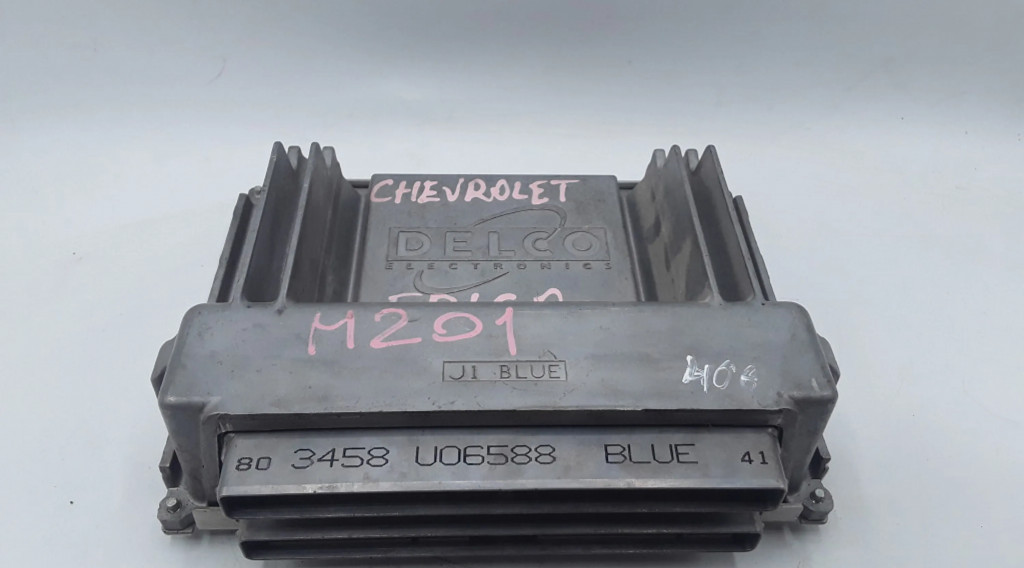 CHEVROLET
DELCO
ELECTRONICS
M201
J1 BLUE
80 3458 U06588 BLUE 41